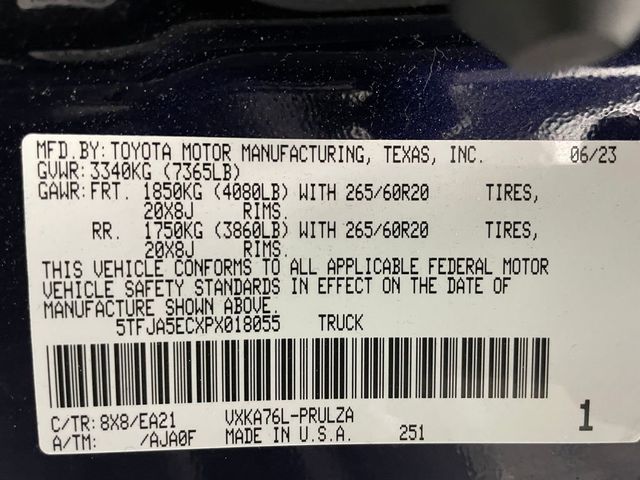 MFD.BY:TOYOTA MOTOR MANUFACTURING, TEXAS, INC. 06/23
GVWR:3340KG (7365LB)
GAWR:FRT. 1850KG (4080LB) WITH 265/60R20 TIRES,
20X8J RIMS.
RR. 1750KG (3860LB) WITH 265/60R20 TIRES,
20X8J RIMS.
THIS VEHICLE CONFORMS TO ALL APPLICABLE FEDERAL MOTOR
VEHICLE SAFETY STANDARDS IN EFFECT ON THE DATE OF
MANUFACTURE SHOWN ABOVE.
5TFJA5ECXPX018055 TRUCK
C/TR:8X8/EA21 VXKA76L-PRULZA 1
A/TM: /AJA0F MADE IN U.S.A. 251